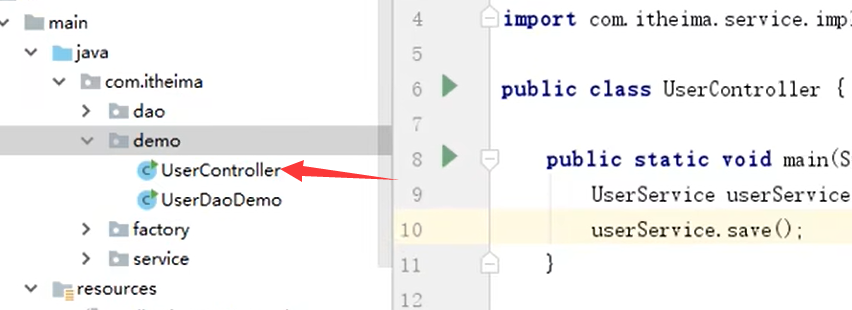 main
java
com.itheima
dao
demo
UserController
UserDaoDemo
factory
service
resources
4 import com.itheima.service.impl
5
6 public class UserController {
7
8 public static void main(S
9 UserService userService
10 userService.save();
11 }
12